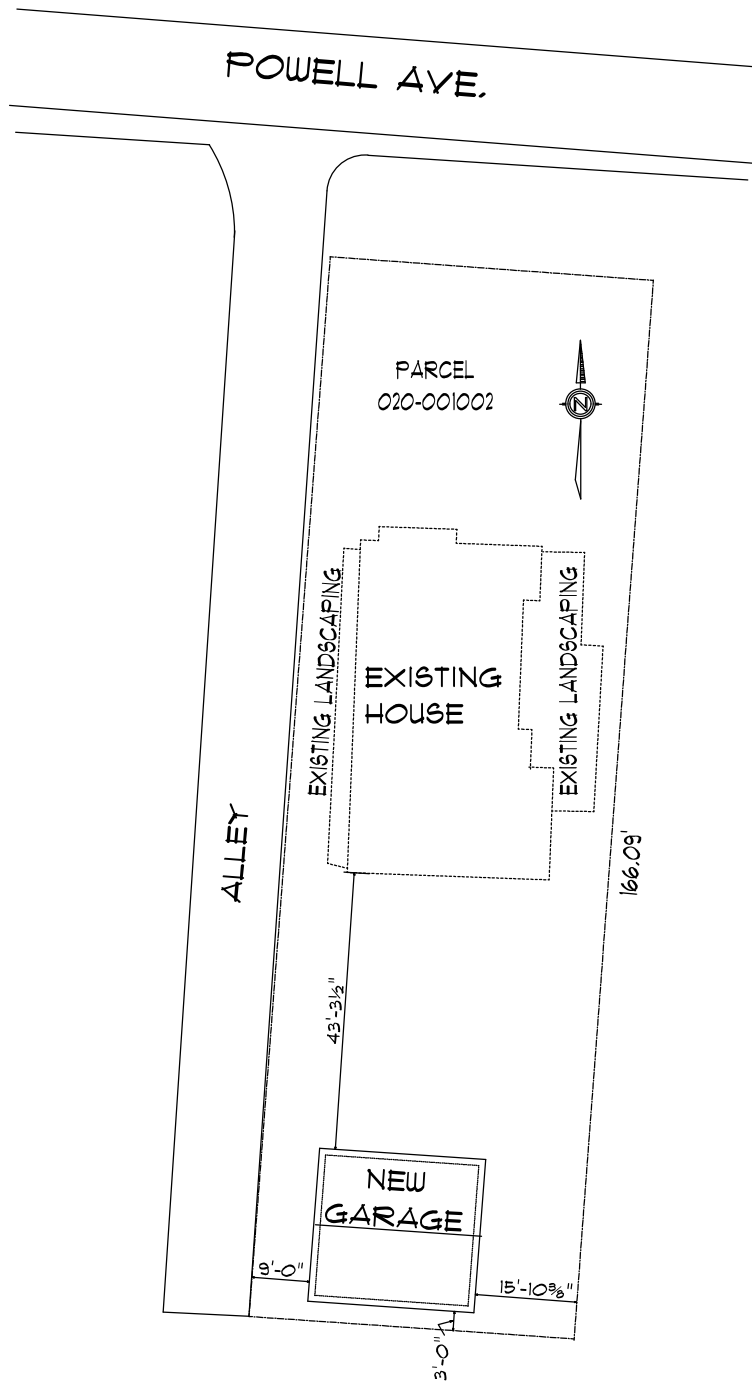 POWELL AVE.
PARCEL
020-001002
N
EXISTING LANDSCAPING
EXISTING
HOUSE
EXISTING LANDSCAPING
ALLEY
166.09'
43'-3½"
NEW
GARAGE
9'-0"
15'-10⅜"
3'-0"